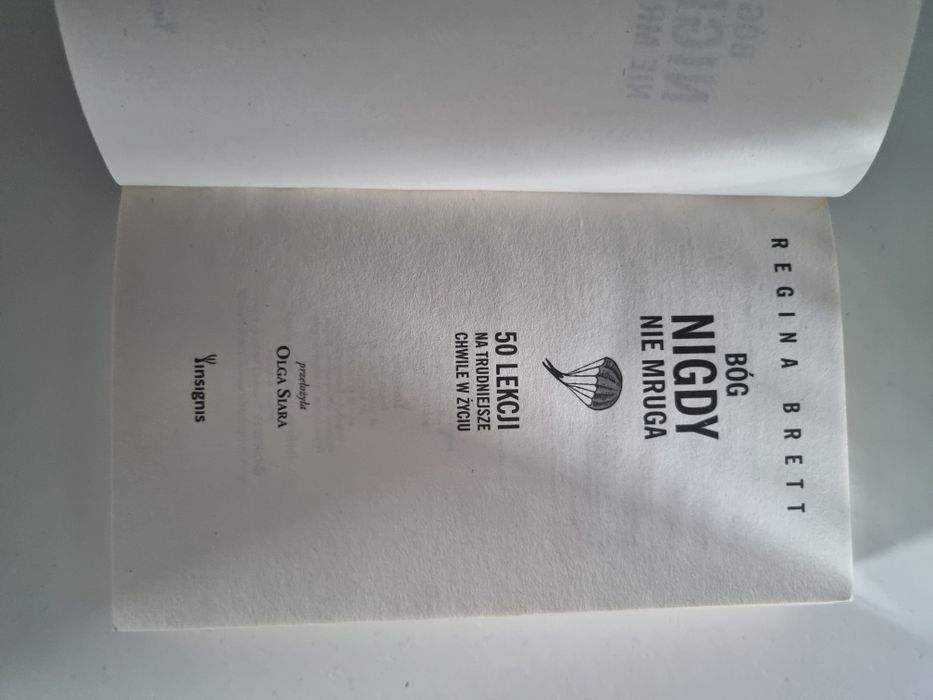 REGINA BRETT
BÓG
NIGDY
NIE MRUGA
50 LEKCJI
NA TRUDNIEJSZE
CHWILE W ŻYCIU
przełożyła
OLGA SIARA
insignis